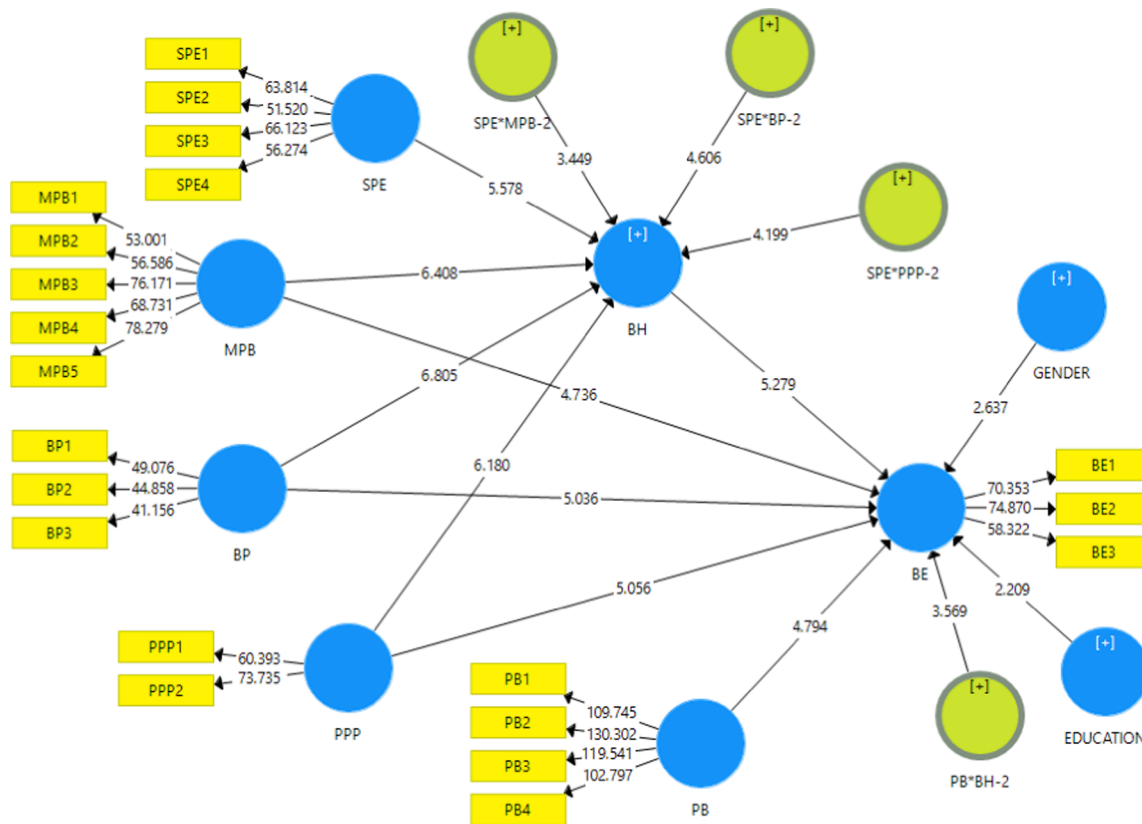 [+]
[+]
SPE1
63.814
SPE2
51.520
SPE3
66.123
SPE4
56.274
SPE
SPE*MPB-2
SPE*BP-2
3.449
4.606
5.578
[+]
4.199
SPE*PPP-2
MPB1
53.001
MPB2
56.586
MPB3
76.171
MPB4
68.731
MPB5
78.279
MPB
6.408
[+]
BH
[+]
GENDER
6.805
4.736
5.279
2.637
BP1
49.076
BP2
44.858
BP3
41.156
BP
6.180
5.036
BE
70.353
BE1
74.870
BE2
58.322
BE3
PPP1
60.393
PPP2
73.735
PPP
5.056
4.794
3.569
2.209
PB1
109.745
PB2
130.302
PB3
119.541
PB4
102.797
PB
[+]
PB*BH-2
[+]
EDUCATION